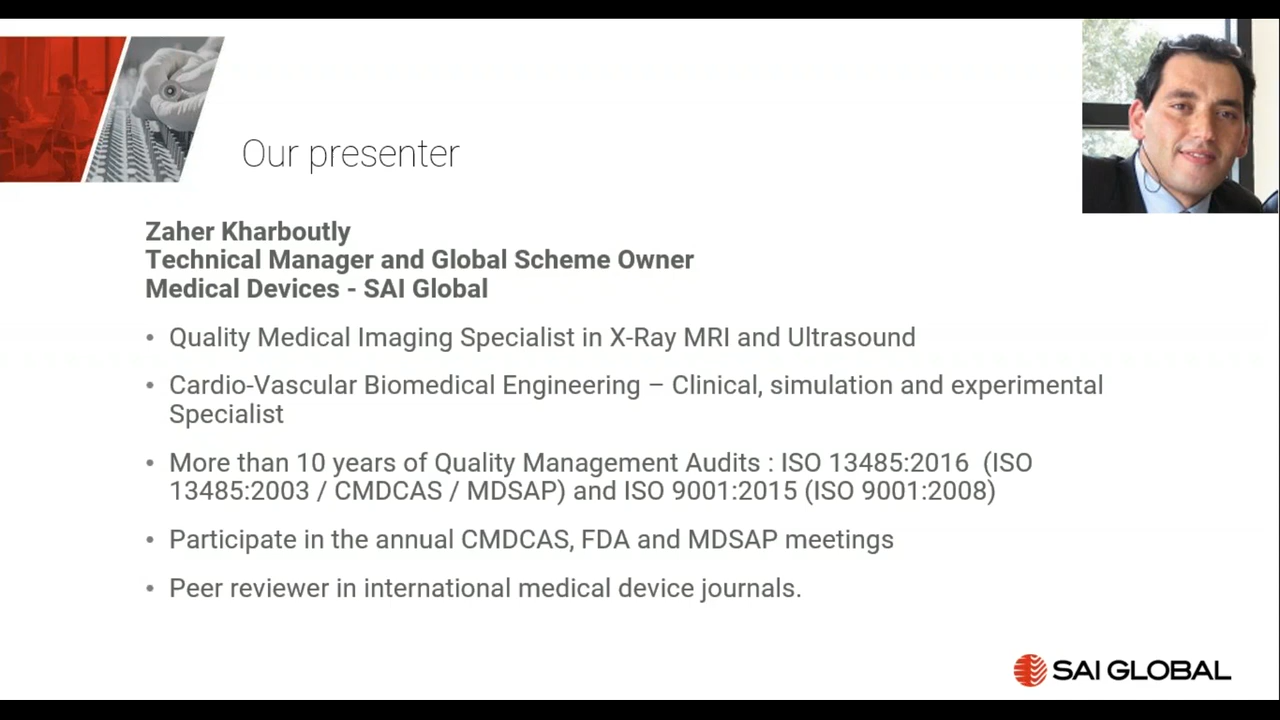 Our presenter
Zaher Kharboutly
Technical Manager and Global Scheme Owner
Medical Devices - SAI Global
• Quality Medical Imaging Specialist in X-Ray MRI and Ultrasound
• Cardio-Vascular Biomedical Engineering – Clinical, simulation and experimental
Specialist
• More than 10 years of Quality Management Audits : ISO 13485:2016 (ISO
13485:2003 / CMDCAS / MDSAP) and ISO 9001:2015 (ISO 9001:2008)
• Participate in the annual CMDCAS, FDA and MDSAP meetings
• Peer reviewer in international medical device journals.
SAI GLOBAL